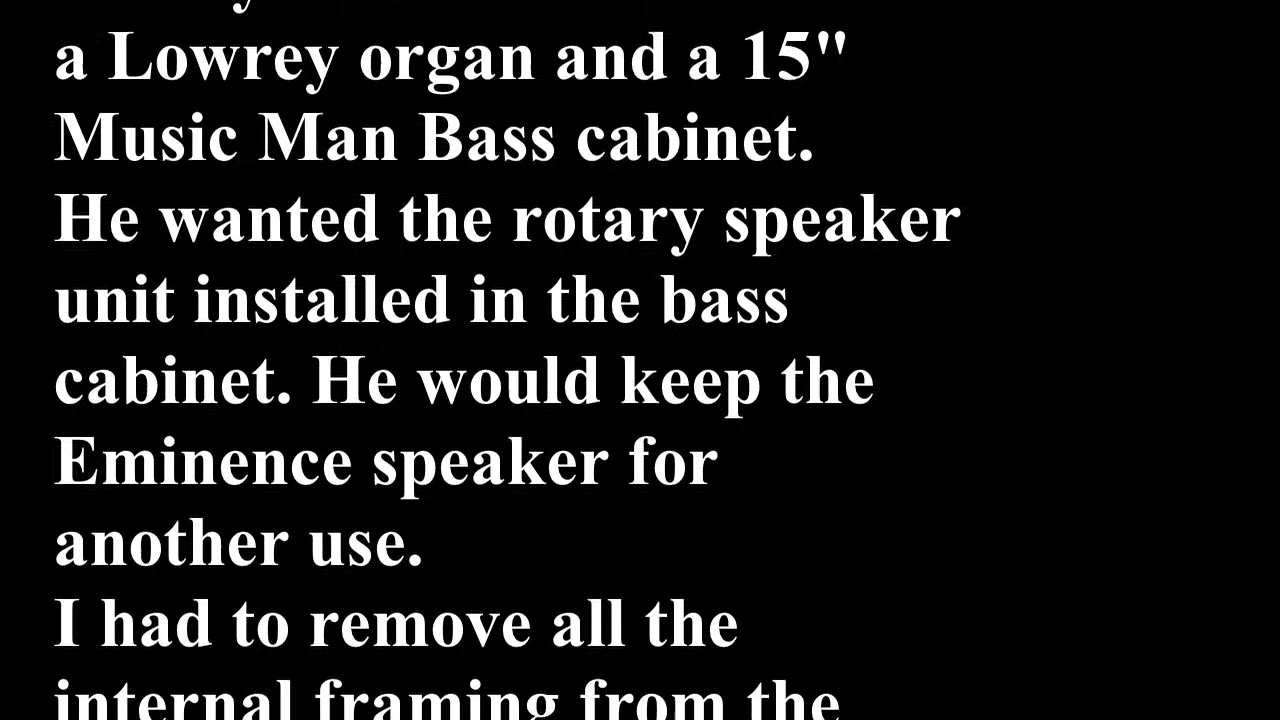 a Lowrey organ and a 15"
Music Man Bass cabinet.
He wanted the rotary speaker
unit installed in the bass
cabinet. He would keep the
Eminence speaker for
another use.
I had to remove all the
internal framing from the